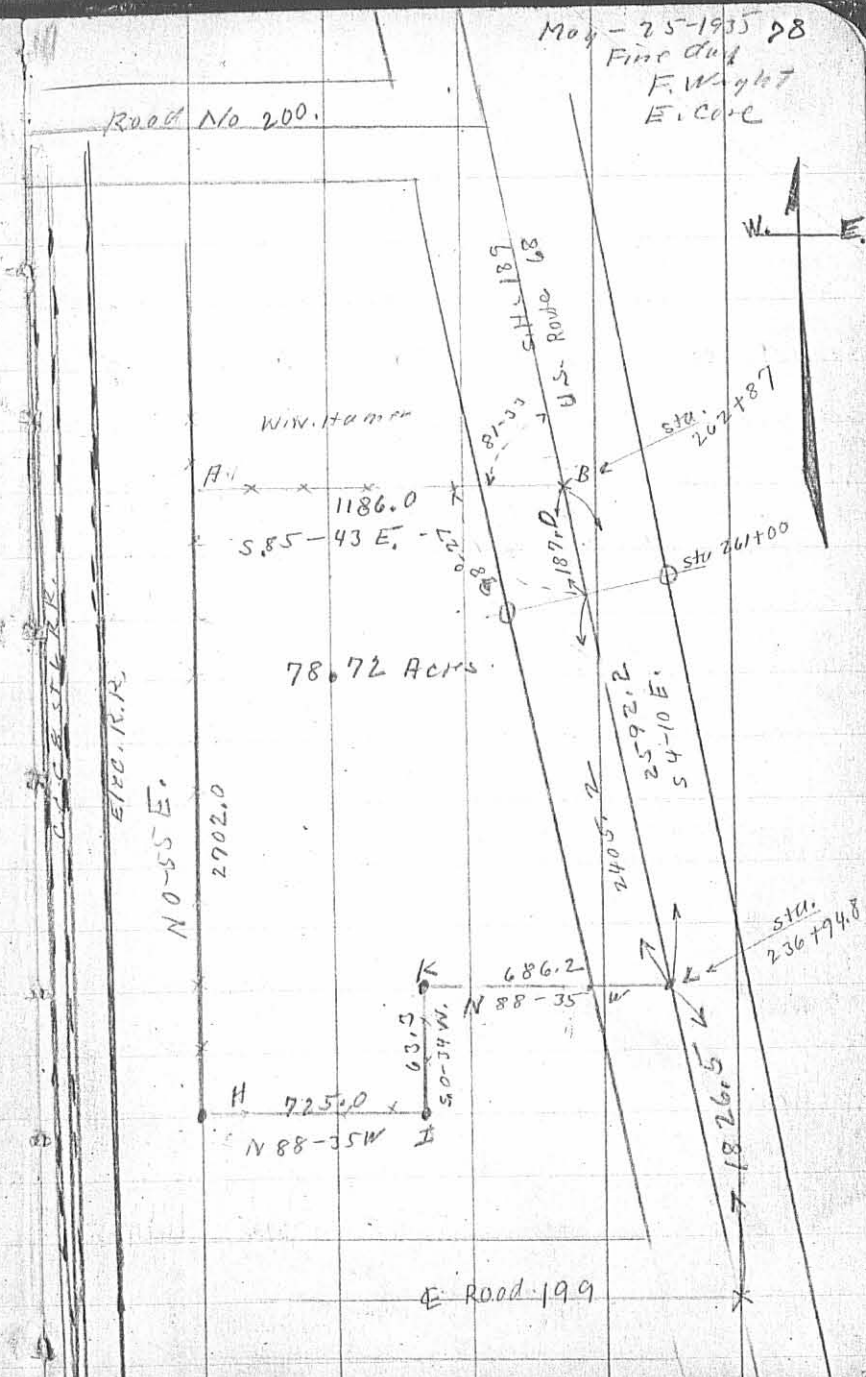 May - 25 - 1935 78
Fine day
F. Wright
E.
Road No 200.
W. E.
S.H. 189
U.S. Route 68
81-33
sta.
262+87
A
B
1186.0
S. 85-43 E.
187.0
sta 261+00
78.72 Acres.
Elec. R.R.
N 0-55 E.
2702.0
2592.2
S 4-10 E.
2405.2
sta.
236+94.8
K
686.2
N 88-35
L
63.3
S. 0-34 W.
H
725.0
N 88-35 W
I
1826.5
℄ Road 199